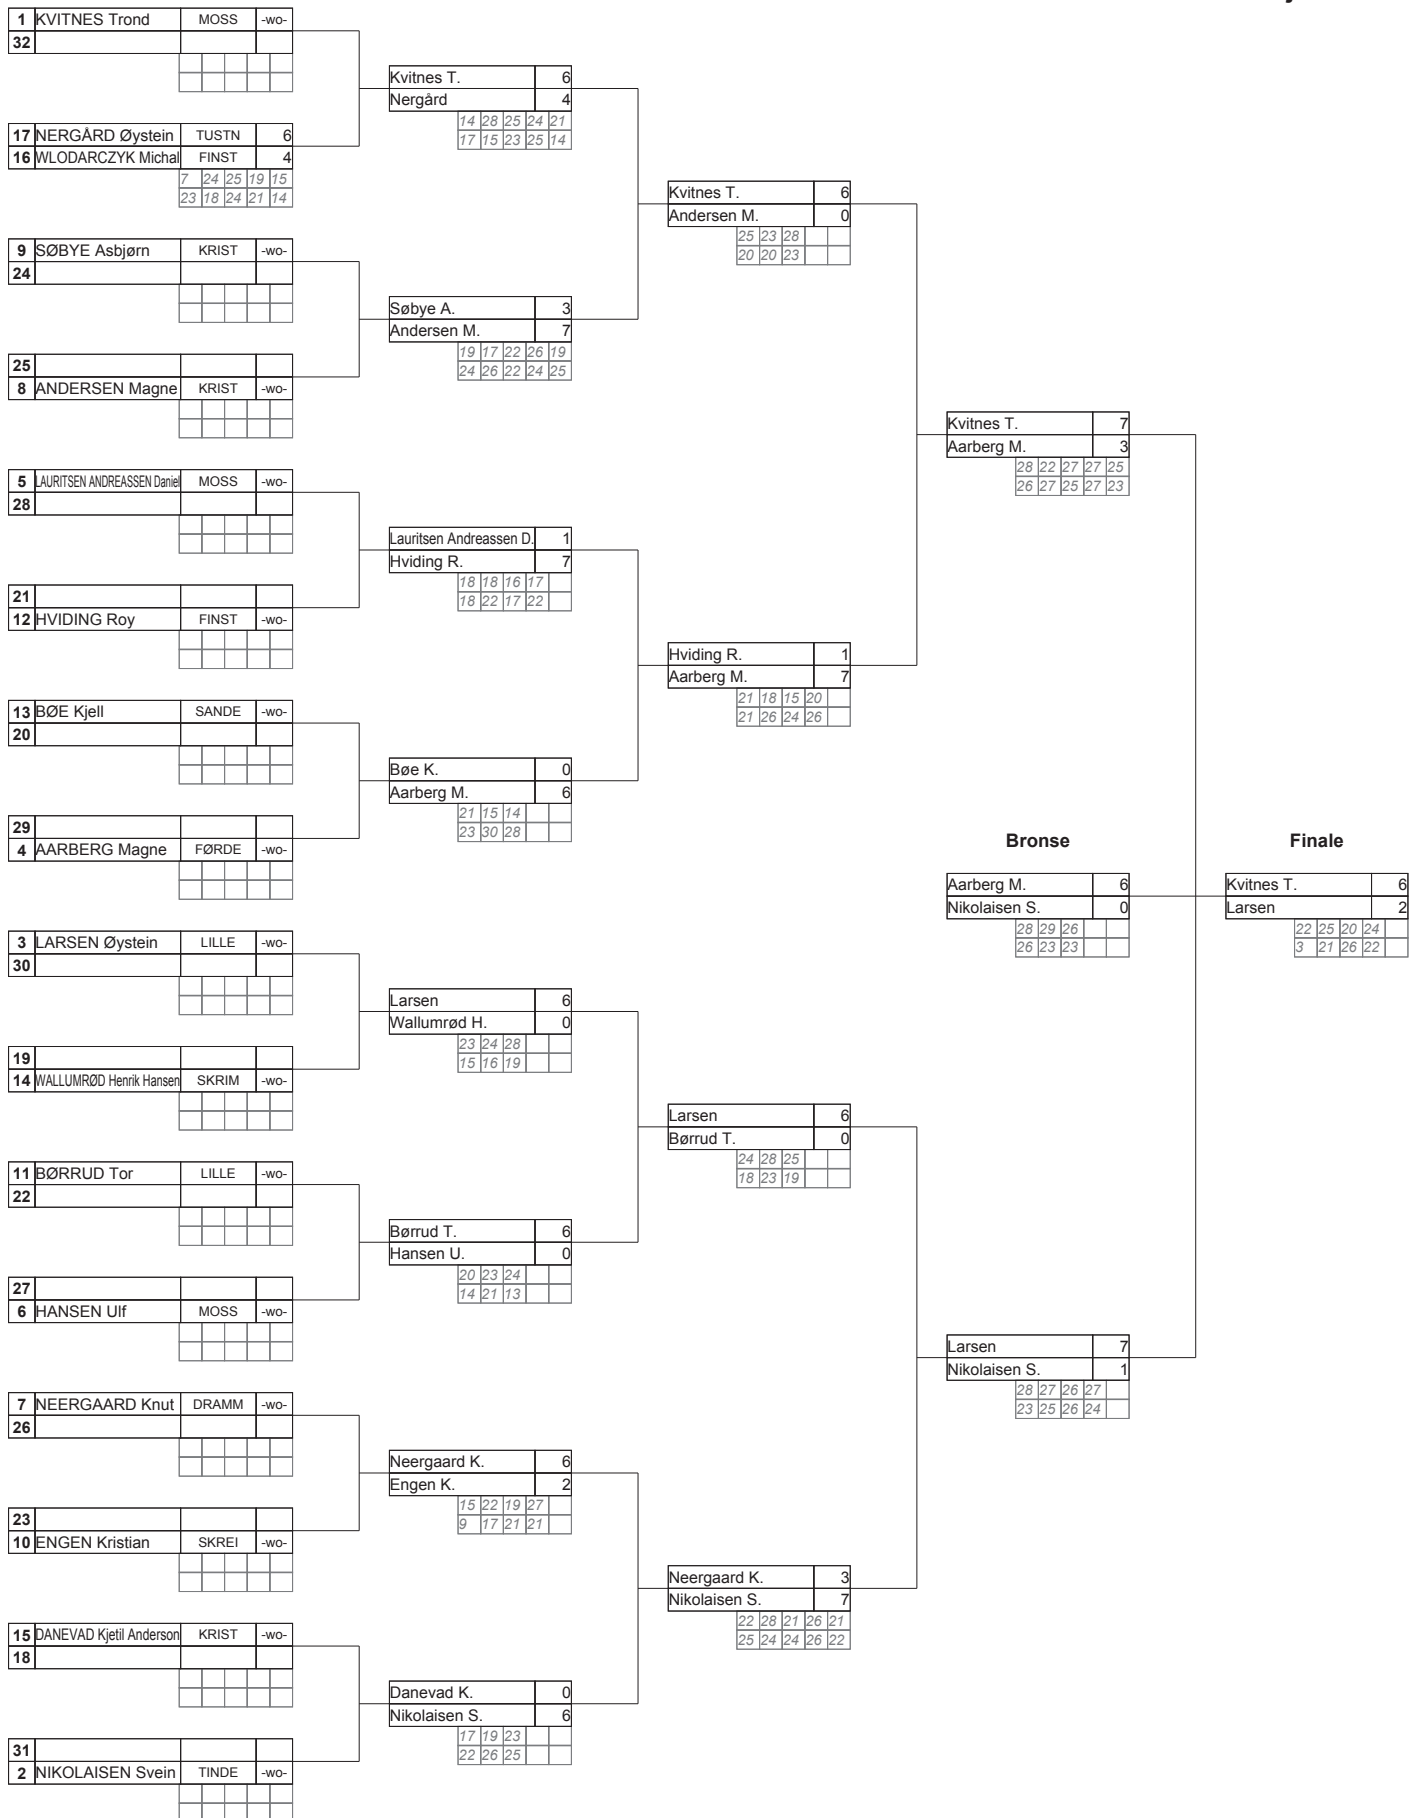 1 KVITNES Trond MOSS -wo-
32
Kvitnes T. 6
Nergård 4
14 28 25 24 21
17 15 23 25 14
17 NERGÅRD Øystein TUSTN 6
16 WLODARCZYK Michal FINST 4
7 24 25 19 15
23 18 24 21 14
Kvitnes T. 6
Andersen M. 0
25 23 28
20 20 23
9 SØBYE Asbjørn KRIST -wo-
24
Søbye A. 3
Andersen M. 7
19 17 22 26 19
24 26 22 24 25
25
8 ANDERSEN Magne KRIST -wo-
Kvitnes T. 7
Aarberg M. 3
28 22 27 27 25
26 27 25 27 23
5 LAURITSEN ANDREASSEN Daniel MOSS -wo-
28
Lauritsen Andreassen D. 1
Hviding R. 7
18 18 16 17
18 22 17 22
21
12 HVIDING Roy FINST -wo-
Hviding R. 1
Aarberg M. 7
21 18 15 20
21 26 24 26
13 BØE Kjell SANDE -wo-
20
Bøe K. 0
Aarberg M. 6
21 15 14
23 30 28
29
4 AARBERG Magne FØRDE -wo-
Bronse Finale
Aarberg M. 6 Kvitnes T. 6
Nikolaisen S. 0 Larsen 2
28 29 26 22 25 20 24
26 23 23 3 21 26 22
3 LARSEN Øystein LILLE -wo-
30
Larsen 6
Wallumrød H. 0
23 24 28
15 16 19
19
14 WALLUMRØD Henrik Hansen SKRIM -wo-
Larsen 6
Børrud T. 0
24 28 25
18 23 19
11 BØRRUD Tor LILLE -wo-
22
Børrud T. 6
Hansen U. 0
20 23 24
14 21 13
27
6 HANSEN Ulf MOSS -wo-
Larsen 7
Nikolaisen S. 1
28 27 26 27
23 25 26 24
7 NEERGAARD Knut DRAMM -wo-
26
Neergaard K. 6
Engen K. 2
15 22 19 27
9 17 21 21
23
10 ENGEN Kristian SKREI -wo-
Neergaard K. 3
Nikolaisen S. 7
22 28 21 26 21
25 24 24 26 22
15 DANEVAD Kjetil Anderson KRIST -wo-
18
Danevad K. 0
Nikolaisen S. 6
17 19 23
22 26 25
31
2 NIKOLAISEN Svein TINDE -wo-